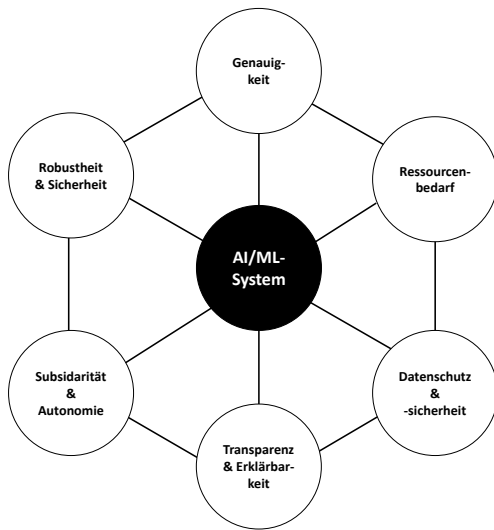 Genauig-
keit
Robustheit
& Sicherheit
Ressourcen-
bedarf
AI/ML-
System
Subsidarität
&
Autonomie
Datenschutz
&
-sicherheit
Transparenz
& Erklärbar-
keit